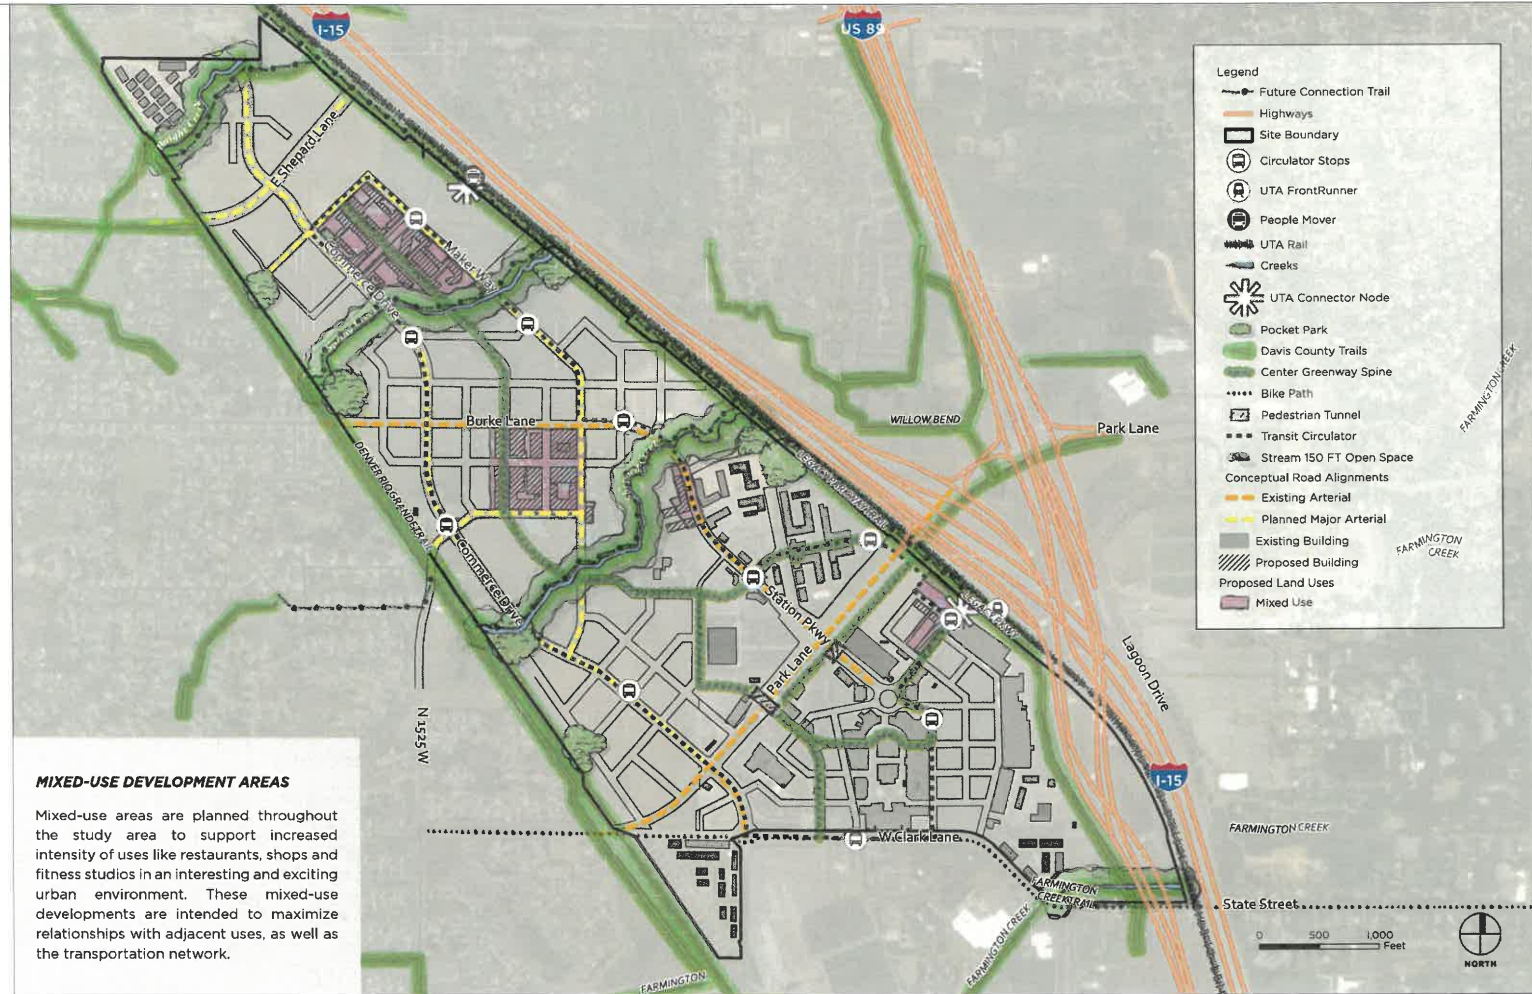 I-15
US 89
Legend
Future Connection Trail
Highways
Site Boundary
Circulator Stops
UTA FrontRunner
People Mover
UTA Rail
Creeks
UTA Connector Node
Pocket Park
Davis County Trails
Center Greenway Spine
Bike Path
Pedestrian Tunnel
Transit Circulator
Stream 150 FT Open Space
Conceptual Road Alignments
Existing Arterial
Planned Major Arterial
Existing Building
Proposed Building
Proposed Land Uses
Mixed Use
FARMINGTON CREEK
FARMINGTON
CREEK
E Shepard Lane
Maker Way
Commerce Drive
Burke Lane
WILLOW BEND
Park Lane
DENVER RIO GRANDE TRAIL
Commerce Drive
Station Pkwy
Park Lane
Lagoon Drive
N 1525 W
I-15
W Clark Lane
FARMINGTON CREEK
FARMINGTON
CREEK TRAIL
State Street
FARMINGTON CREEK
FARMINGTON
0 500 1,000
Feet
NORTH
MIXED-USE DEVELOPMENT AREAS
Mixed-use areas are planned throughout
the study area to support increased
intensity of uses like restaurants, shops and
fitness studios in an interesting and exciting
urban environment. These mixed-use
developments are intended to maximize
relationships with adjacent uses, as well as
the transportation network.